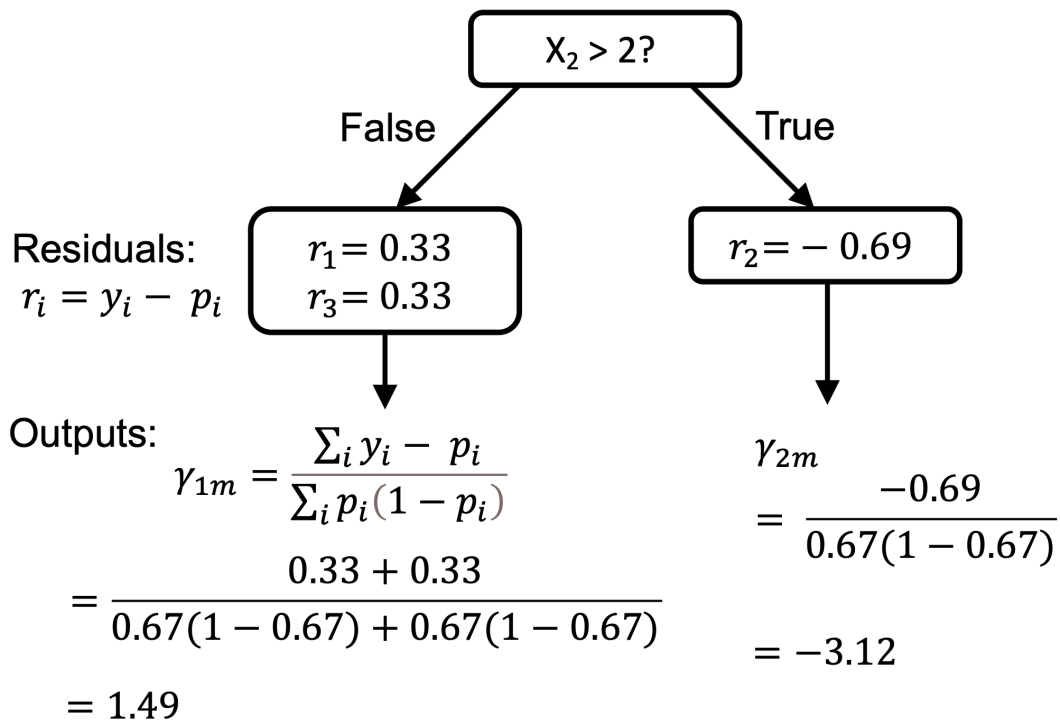 X₂ > 2?
False
True
Residuals:
rᵢ = yᵢ − pᵢ
r₁= 0.33
r₃= 0.33
r₂= − 0.69
Outputs:
γ₁ₘ = ∑ᵢ yᵢ − pᵢ / ∑ᵢ pᵢ(1 − pᵢ)
= 0.33 + 0.33 / 0.67(1 − 0.67) + 0.67(1 − 0.67)
= 1.49
γ₂ₘ
= −0.69 / 0.67(1 − 0.67)
= −3.12